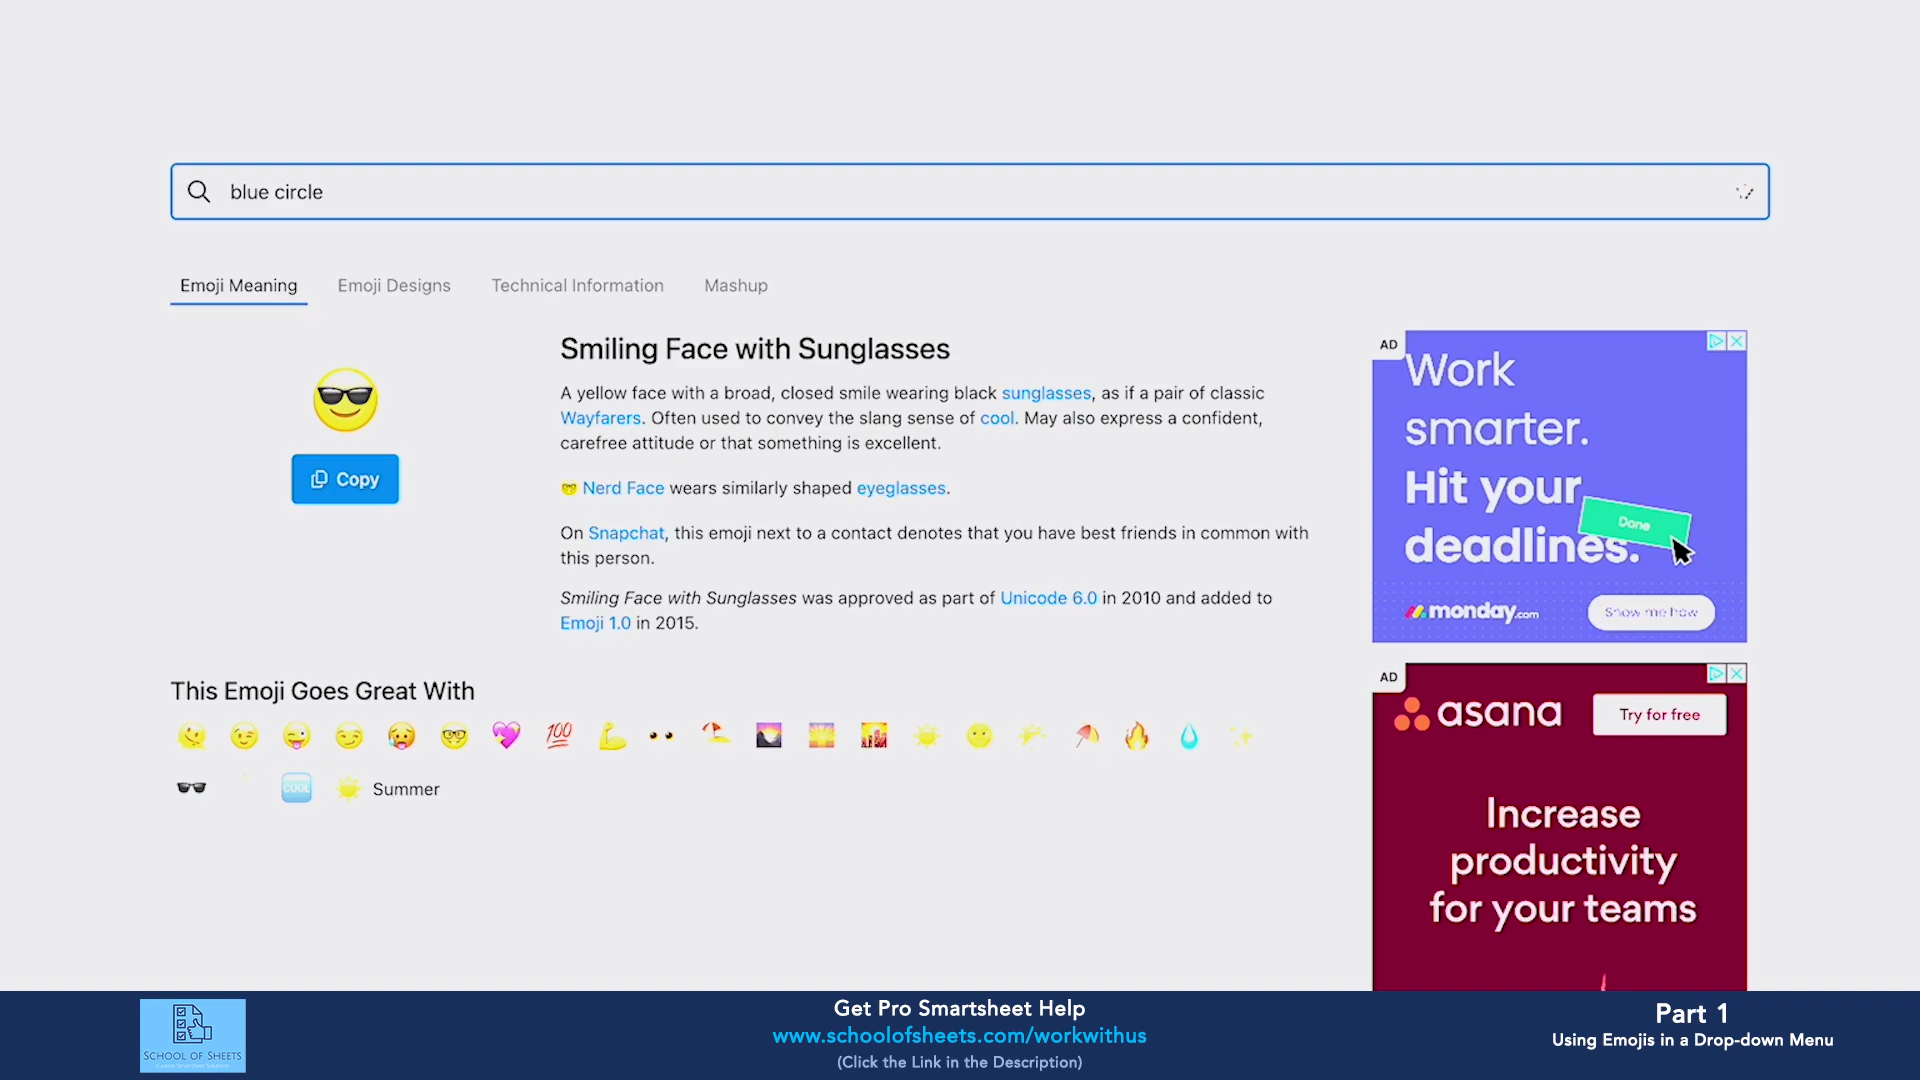 blue circle
Emoji Meaning
Emoji Designs
Technical Information
Mashup
Smiling Face with Sunglasses
A yellow face with a broad, closed smile wearing black sunglasses, as if a pair of classic
Wayfarers. Often used to convey the slang sense of cool. May also express a confident,
carefree attitude or that something is excellent.
Copy
Nerd Face wears similarly shaped eyeglasses.
On Snapchat, this emoji next to a contact denotes that you have best friends in common with
this person.
Smiling Face with Sunglasses was approved as part of Unicode 6.0 in 2010 and added to
Emoji 1.0 in 2015.
This Emoji Goes Great With
100
COOL
Summer
AD
Work
smarter.
Hit your
deadlines.
Done
monday.com
Show me how
AD
asana
Try for free
Increase
productivity
for your teams
SCHOOL OF SHEETS
Get Pro Smartsheet Help
www.schoolofsheets.com/workwithus
(Click the Link in the Description)
Part 1
Using Emojis in a Drop-down Menu